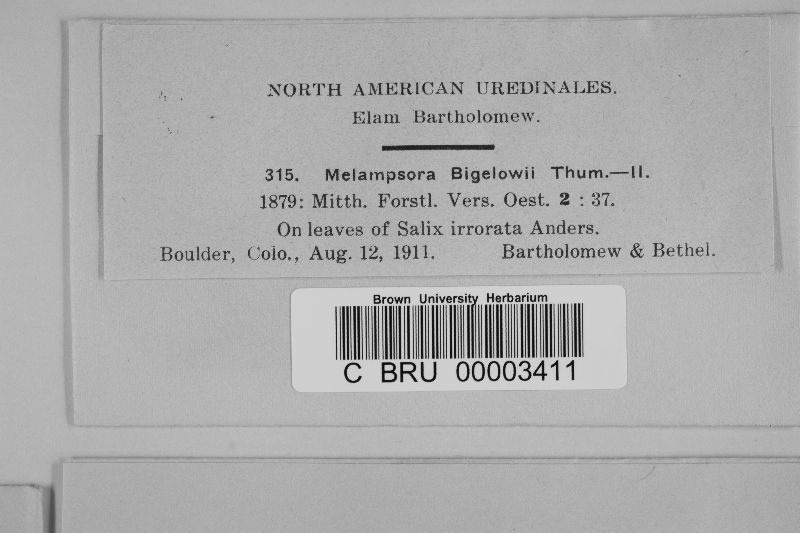 NORTH AMERICAN UREDINALES.
Elam Bartholomew.
315. Melampsora Bigelowii Thum.—II.
1879: Mitth. Forstl. Vers. Oest. 2 : 37.
On leaves of Salix irrorata Anders.
Boulder, Colo., Aug. 12, 1911. Bartholomew & Bethel.
Brown University Herbarium
C BRU 00003411